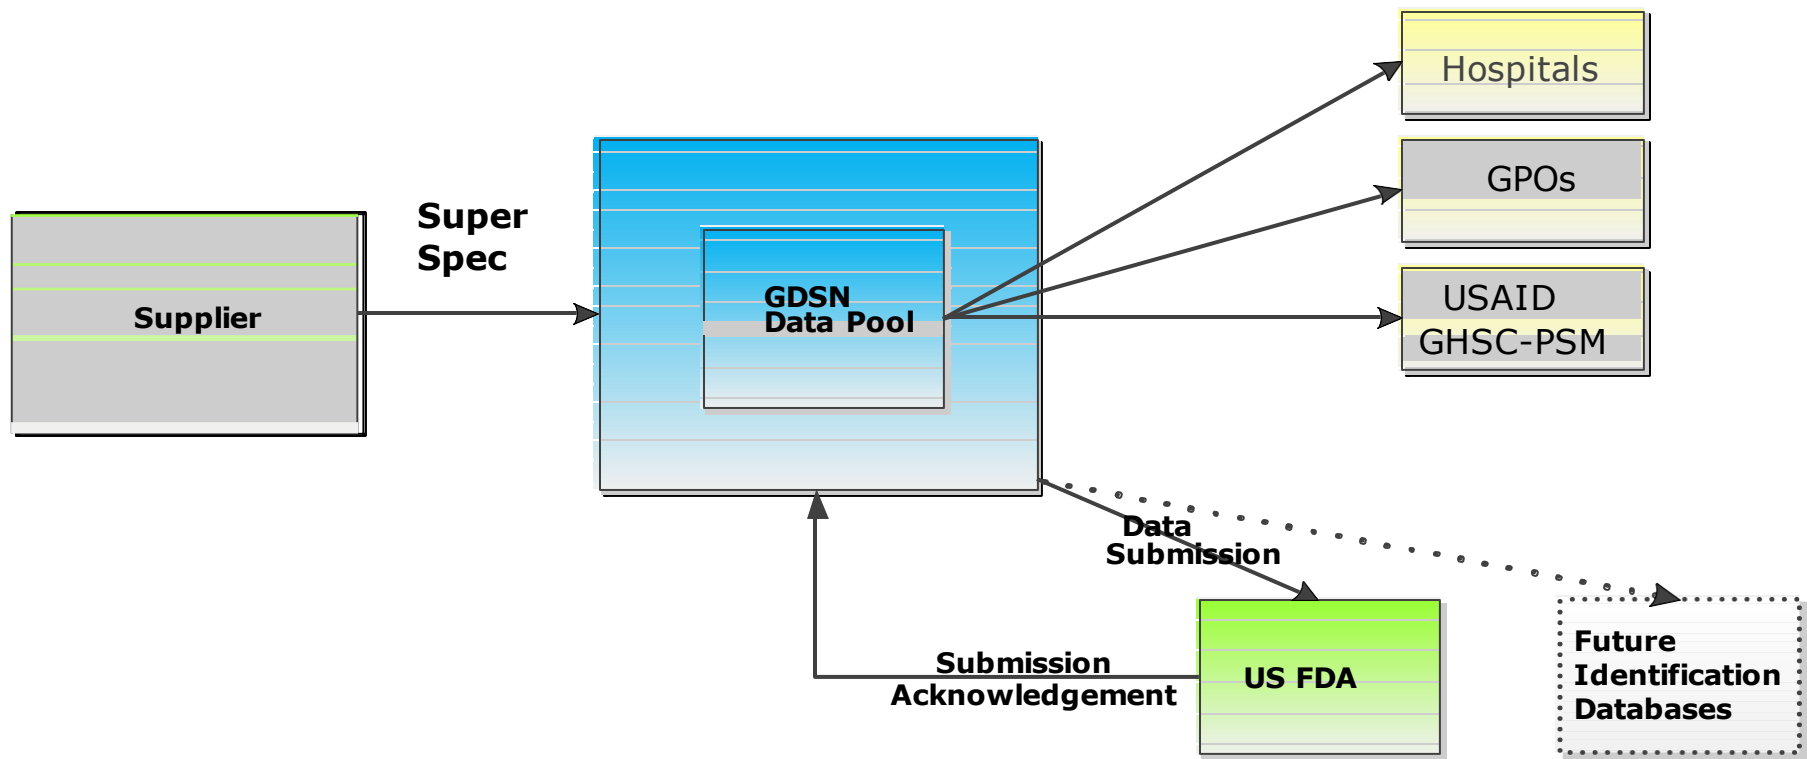 Hospitals
GPOs
Super
Spec
USAID
GHSC-PSM
Supplier
GDSN
Data Pool
Data
Submission
Submission
Acknowledgement
US FDA
Future
Identification
Databases